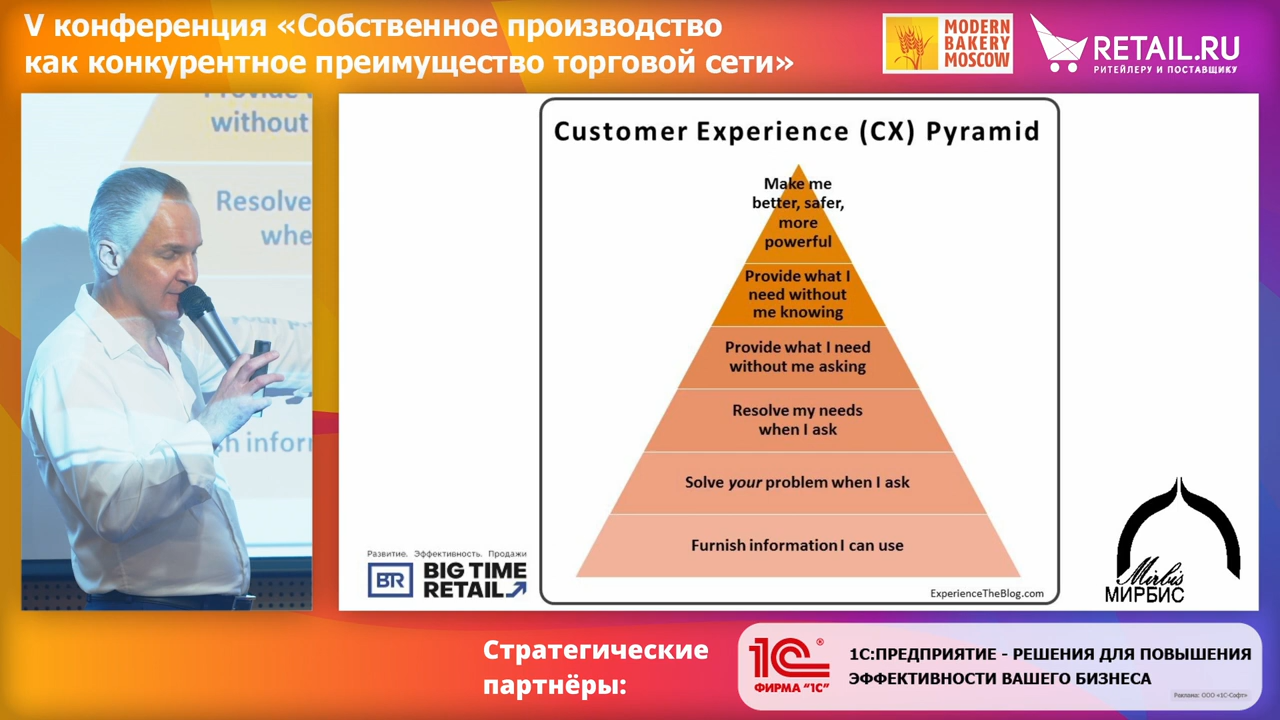 V конференция «Собственное производство
как конкурентное преимущество торговой сети»
MODERN
BAKERY
MOSCOW
RETAIL.RU
РИТЕЙЛЕРУ И ПОСТАВЩИКУ
without
Resolve
whe
h infor
Customer Experience (CX) Pyramid
Make me
better, safer,
more
powerful
Provide what I
need without
me knowing
Provide what I need
without me asking
Resolve my needs
when I ask
Solve your problem when I ask
Furnish information I can use
ExperienceTheBlog.com
Развитие. Эффективность. Продажи
BTR
BIG TIME
RETAIL
Mirbis
МИРБИС
Стратегические
партнёры:
1С
®
ФИРМА "1С"
1С:ПРЕДПРИЯТИЕ - РЕШЕНИЯ ДЛЯ ПОВЫШЕНИЯ
ЭФФЕКТИВНОСТИ ВАШЕГО БИЗНЕСА
Реклама: ООО «1С-Софт»